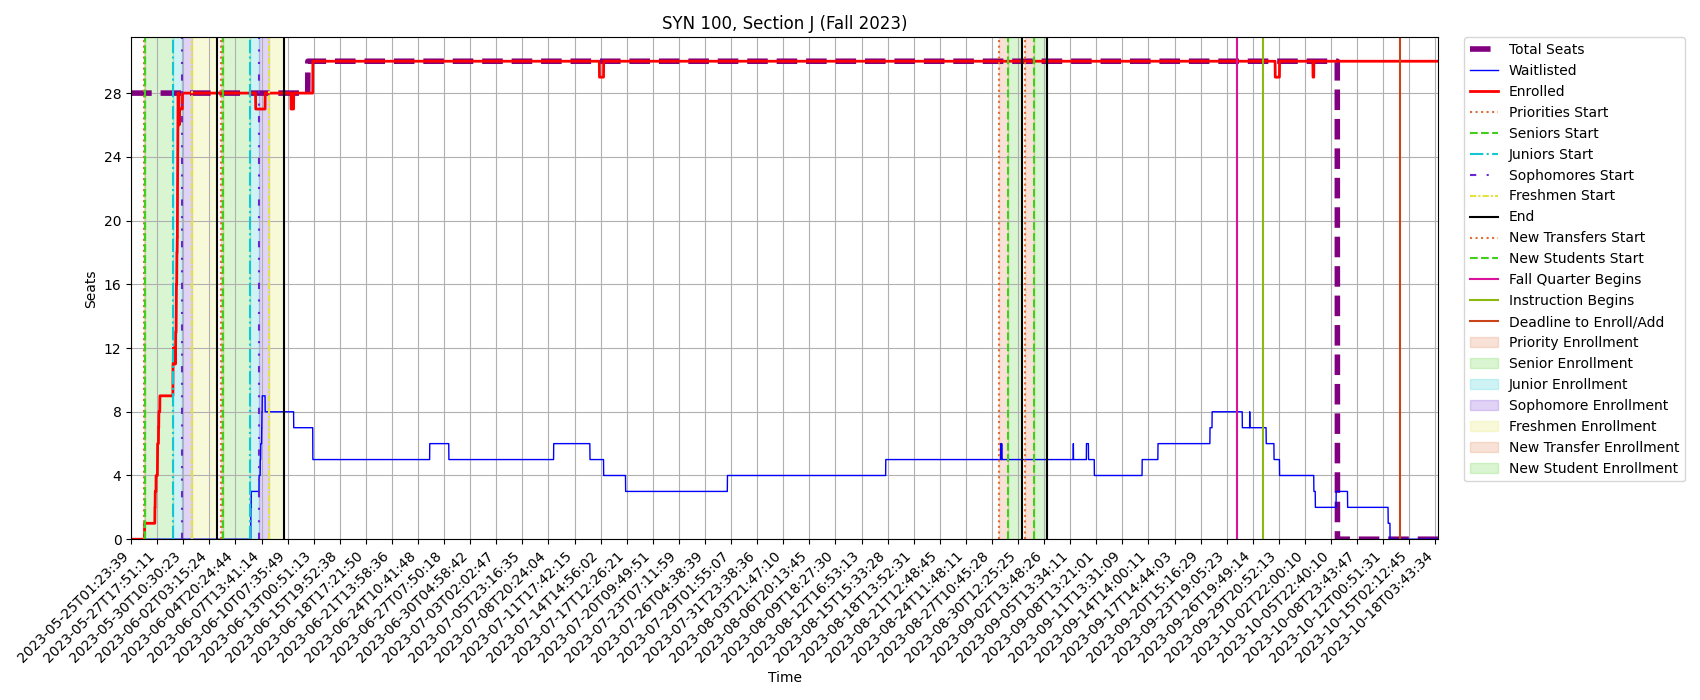 SYN 100, Section J (Fall 2023)
Seats
28
24
20
16
12
8
4
0
2023-05-25T01:23:39
2023-05-27T17:51:11
2023-05-30T10:30:23
2023-06-02T03:15:24
2023-06-04T20:24:44
2023-06-07T13:41:14
2023-06-10T07:35:49
2023-06-13T00:51:13
2023-06-15T19:52:38
2023-06-18T17:21:50
2023-06-21T13:58:36
2023-06-24T10:41:48
2023-06-27T07:50:18
2023-06-30T04:58:42
2023-07-03T02:02:47
2023-07-05T23:16:35
2023-07-08T20:24:04
2023-07-11T17:42:15
2023-07-14T14:56:02
2023-07-17T12:26:21
2023-07-20T09:49:51
2023-07-23T07:11:59
2023-07-26T04:38:39
2023-07-29T01:55:07
2023-07-31T23:38:36
2023-08-03T21:47:10
2023-08-06T20:13:45
2023-08-09T18:27:30
2023-08-12T16:53:13
2023-08-15T15:33:28
2023-08-18T13:52:31
2023-08-21T12:48:45
2023-08-24T11:48:11
2023-08-27T10:45:28
2023-08-30T12:25:23
2023-09-02T13:48:26
2023-09-05T15:34:11
2023-09-08T13:21:01
2023-09-11T13:31:09
2023-09-14T14:00:11
2023-09-17T14:44:03
2023-09-20T15:16:29
2023-09-23T19:05:23
2023-09-26T19:49:14
2023-09-29T20:52:13
2023-10-02T22:00:10
2023-10-05T22:40:10
2023-10-08T23:43:47
2023-10-12T00:51:31
2023-10-15T02:12:45
2023-10-18T03:43:34
Time
Total Seats
Waitlisted
Enrolled
Priorities Start
Seniors Start
Juniors Start
Sophomores Start
Freshmen Start
End
New Transfers Start
New Students Start
Fall Quarter Begins
Instruction Begins
Deadline to Enroll/Add
Priority Enrollment
Senior Enrollment
Junior Enrollment
Sophomore Enrollment
Freshmen Enrollment
New Transfer Enrollment
New Student Enrollment